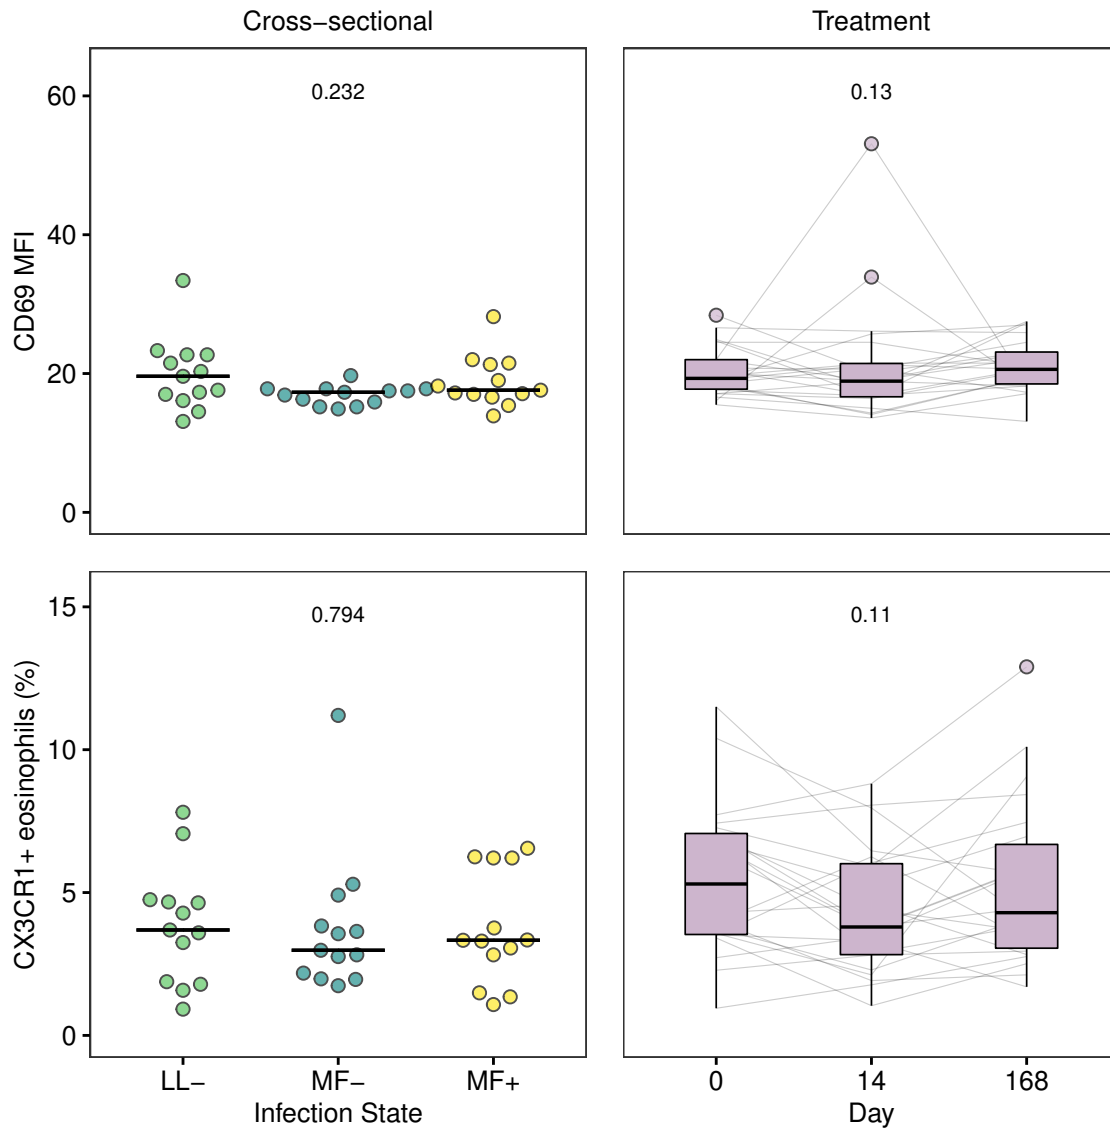 Cross−sectional
Treatment
CD69 MFI
60
40
20
0
0.232
0.13
CX3CR1+ eosinophils (%)
15
10
5
0
0.794
0.11
LL−
MF−
MF+
Infection State
0
14
168
Day